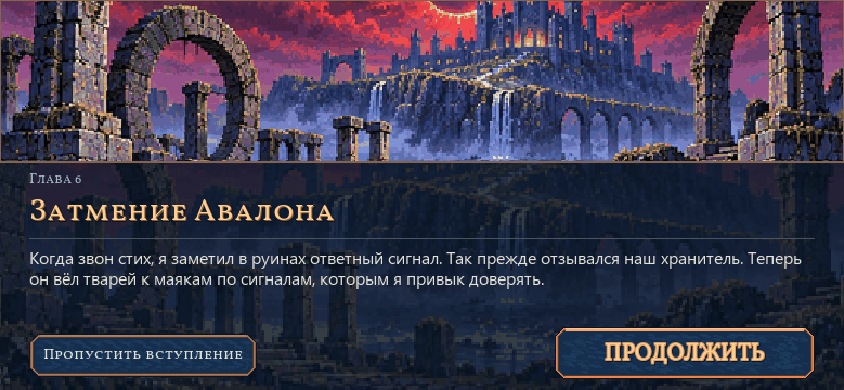 Глава 6
Затмение Авалона
Когда звон стих, я заметил в руинах ответный сигнал. Так прежде отзывался наш хранитель. Теперь
он вёл тварей к маякам по сигналам, которым я привык доверять.
Пропустить вступление
ПРОДОЛЖИТЬ